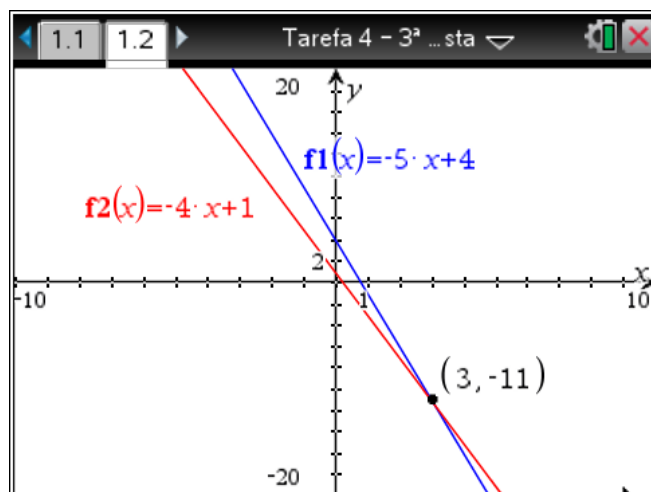 1.1 1.2 Tarefa 4 – 3ª ...sta
20 y
f1(x)=-5·x+4
f2(x)=-4·x+1
2
x
-10 1 10
(3,-11)
-20